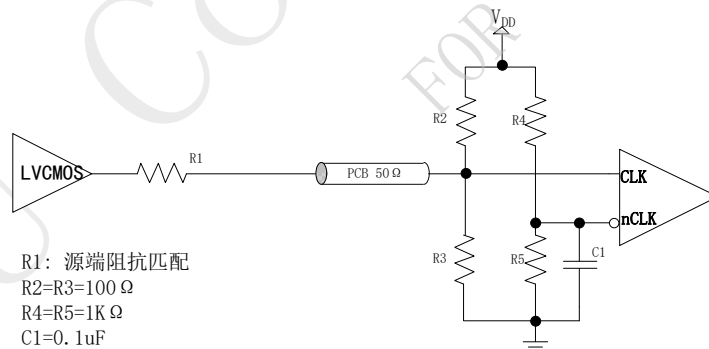 V_DD
R2
R4
R1
LVCMOS
PCB 50Ω
CLK
nCLK
R3
R5
C1
R1: 源端阻抗匹配
R2=R3=100Ω
R4=R5=1KΩ
C1=0.1uF
FOR